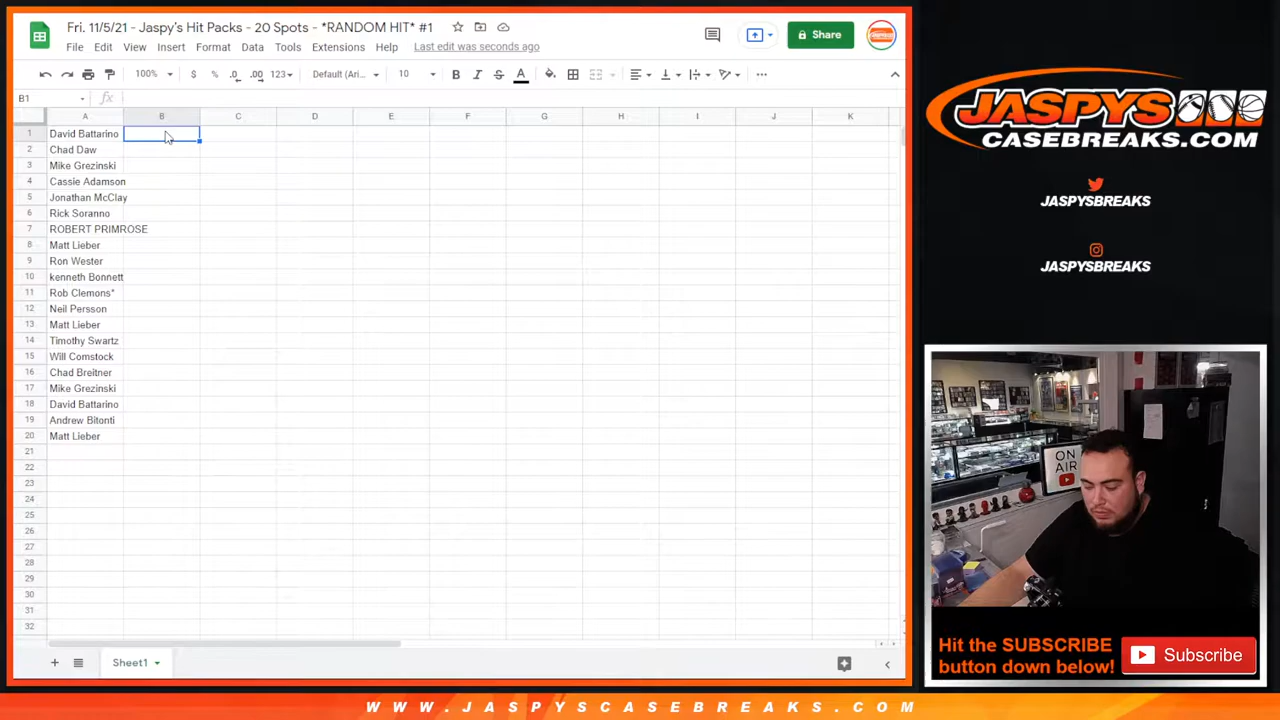 Fri. 11/5/21 - Jaspy's Hit Packs - 20 Spots - *RANDOM HIT* #1
File Edit View Insert Format Data Tools Extensions Help Last edit was seconds ago
Share
100% $ % .0 .00 123 Default (Ari... 10 B I S A
B1 fx
A B C D E F G H I J K
1 David Battarino
2 Chad Daw
3 Mike Grezinski
4 Cassie Adamson
5 Jonathan McClay
6 Rick Soranno
7 ROBERT PRIMROSE
8 Matt Lieber
9 Ron Wester
10 kenneth Bonnett
11 Rob Clemons*
12 Neil Persson
13 Matt Lieber
14 Timothy Swartz
15 Will Comstock
16 Chad Breitner
17 Mike Grezinski
18 David Battarino
19 Andrew Bitonti
20 Matt Lieber
21
22
23
24
25
26
27
28
29
30
31
32
Sheet1
JASPYS
CASEBREAKS.COM
JASPYSBREAKS
JASPYSBREAKS
ON
AIR
Hit the SUBSCRIBE
button down below!
Subscribe
WWW.JASPYSCASEBREAKS.COM